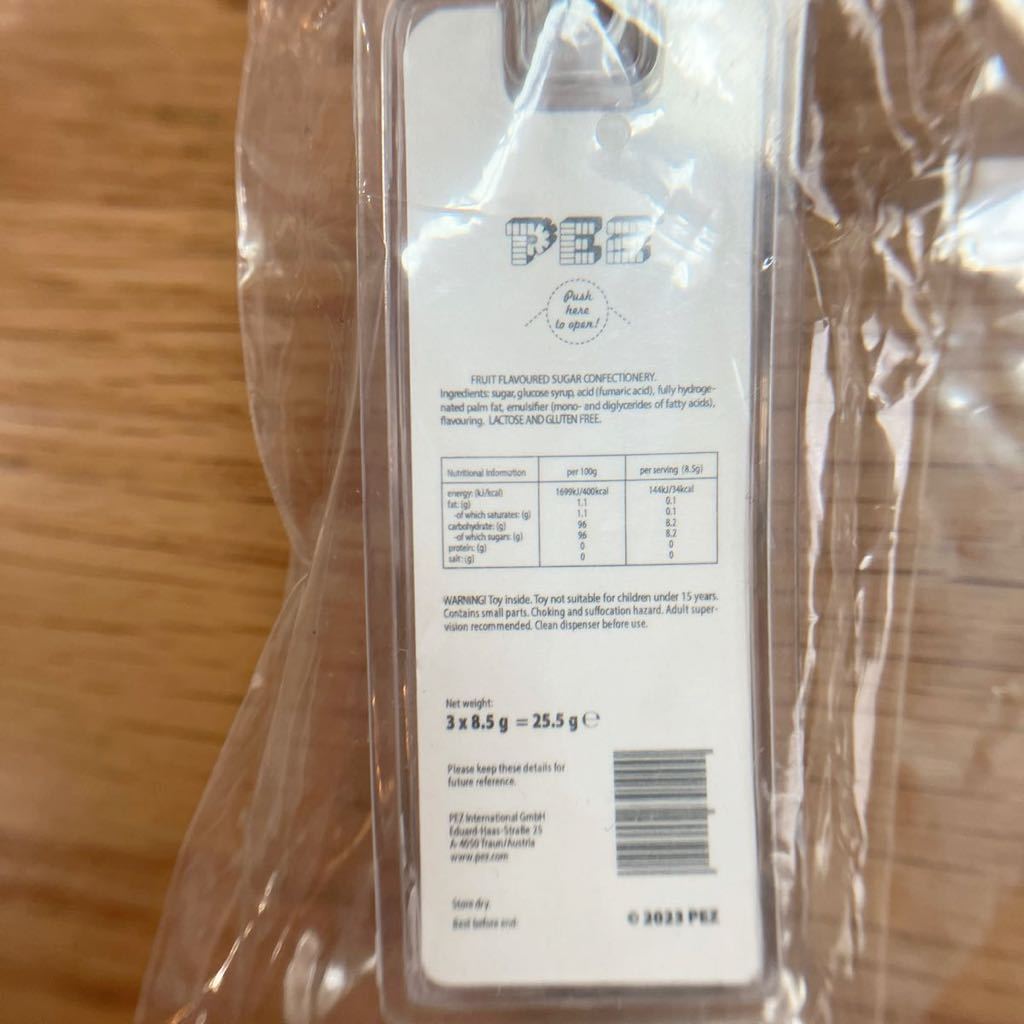 PEZ
Push
here
to open!
FRUIT FLAVOURED SUGAR CONFECTIONERY.
Ingredients: sugar, glucose syrup, acid (fumaric acid), fully hydroge-
nated palm fat, emulsifier (mono- and diglycerides of fatty acids),
flavouring. LACTOSE AND GLUTEN FREE.
Nutritional Information per 100g per serving (8.5g)
energy: (kJ/kcal) 1699kJ/400kcal 144kJ/34kcal
fat: (g) 1.1 0.1
-of which saturates: (g) 1.1 0.1
carbohydrate: (g) 96 8.2
-of which sugars: (g) 96 8.2
protein: (g) 0 0
salt: (g) 0 0
WARNING! Toy inside. Toy not suitable for children under 15 years.
Contains small parts. Choking and suffocation hazard. Adult super-
vision recommended. Clean dispenser before use.
Net weight:
3 x 8.5 g = 25.5 g ℮
Please keep these details for
future reference.
PEZ International GmbH
Eduard-Haas-Straße 25
A-4050 Traun/Austria
www.pez.com
Store dry.
Best before end:
© 2023 PEZ